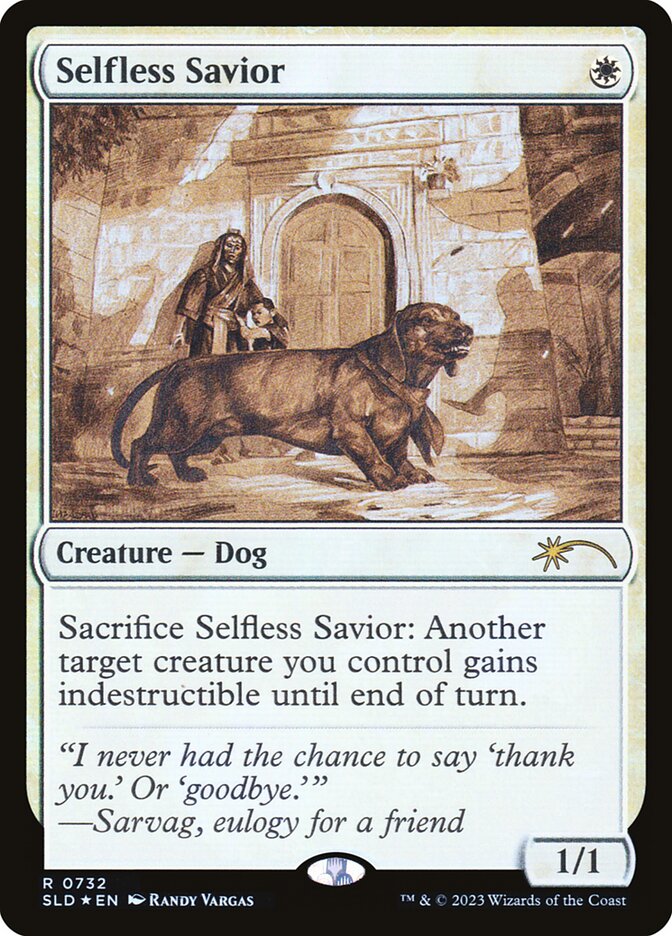 Selfless Savior
Creature — Dog
Sacrifice Selfless Savior: Another
target creature you control gains
indestructible until end of turn.
“I never had the chance to say ‘thank
you.’ Or ‘goodbye.’”
—Sarvag, eulogy for a friend
1/1
R 0732
SLD ★ EN RANDY VARGAS
™ & © 2023 Wizards of the Coast